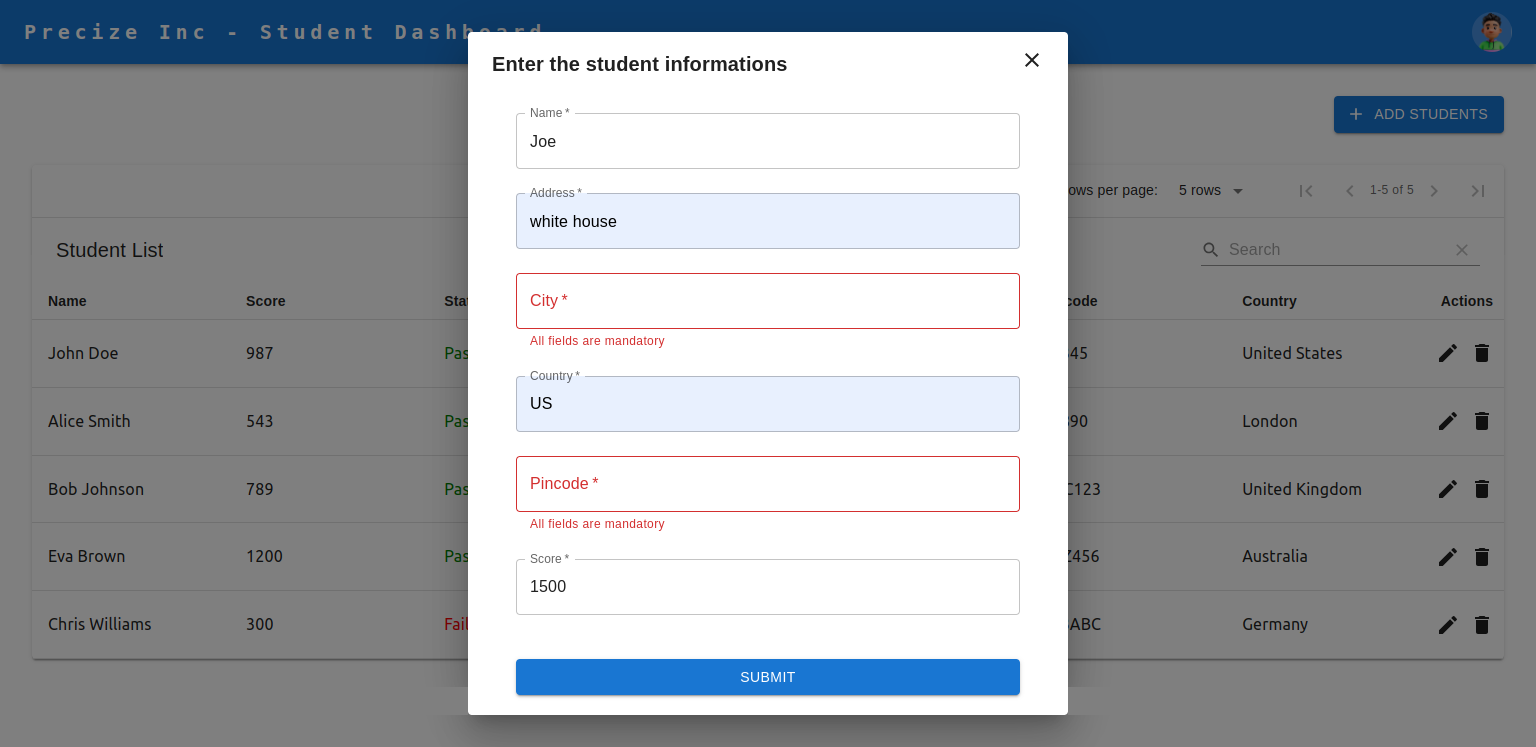 Precize Inc - Student Dashboard
Enter the student informations
Name *
Joe
Address *
white house
City *
All fields are mandatory
Country *
US
Pincode *
All fields are mandatory
Score *
1500
SUBMIT
+ ADD STUDENTS
ows per page: 5 rows 1-5 of 5
Student List
Search
Name Score Stat code Country Actions
John Doe 987 Pas 45 United States
Alice Smith 543 Pas 90 London
Bob Johnson 789 Pas C123 United Kingdom
Eva Brown 1200 Pas Z456 Australia
Chris Williams 300 Fail ABC Germany